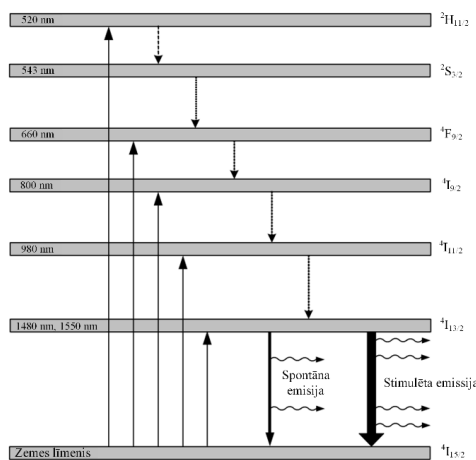 520 nm ²H₁₁/₂
543 nm ²S₃/₂
660 nm ⁴F₉/₂
800 nm ⁴I₉/₂
980 nm ⁴I₁₁/₂
1480 nm, 1550 nm ⁴I₁₃/₂
Spontāna
emisija
Stimulēta emissija
Zemes līmenis ⁴I₁₅/₂